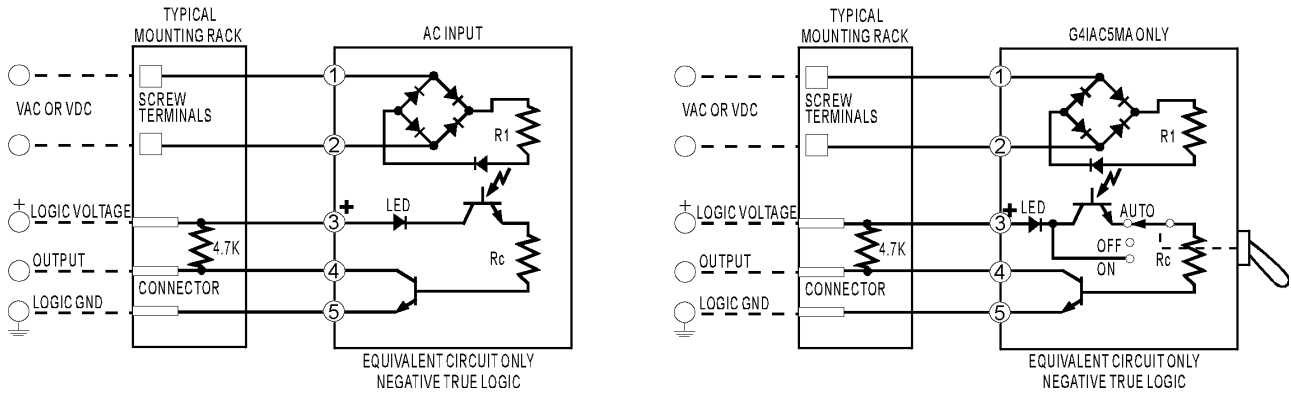 TYPICAL
MOUNTING RACK
AC INPUT
1
SCREW
TERMINALS
VAC OR VDC
R1
2
+
LOGIC VOLTAGE
3
+
LED
4.7K
OUTPUT
4
Rc
CONNECTOR
LOGIC GND
5
EQUIVALENT CIRCUIT ONLY
NEGATIVE TRUE LOGIC
TYPICAL
MOUNTING RACK
G4IAC5MA ONLY
1
SCREW
TERMINALS
VAC OR VDC
R1
2
+
LOGIC VOLTAGE
3
+
LED
AUTO
4.7K
OFF
ON
Rc
OUTPUT
4
CONNECTOR
LOGIC GND
5
EQUIVALENT CIRCUIT ONLY
NEGATIVE TRUE LOGIC